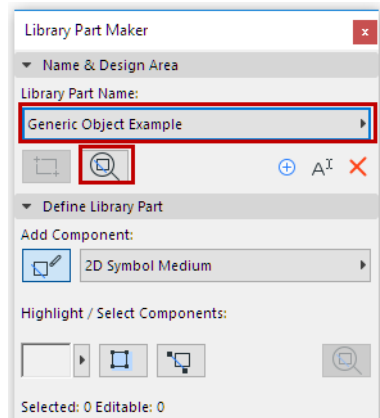 Library Part Maker
x
Name & Design Area
Library Part Name:
Generic Object Example
A
Define Library Part
Add Component:
2D Symbol Medium
Highlight / Select Components:
Selected: 0 Editable: 0